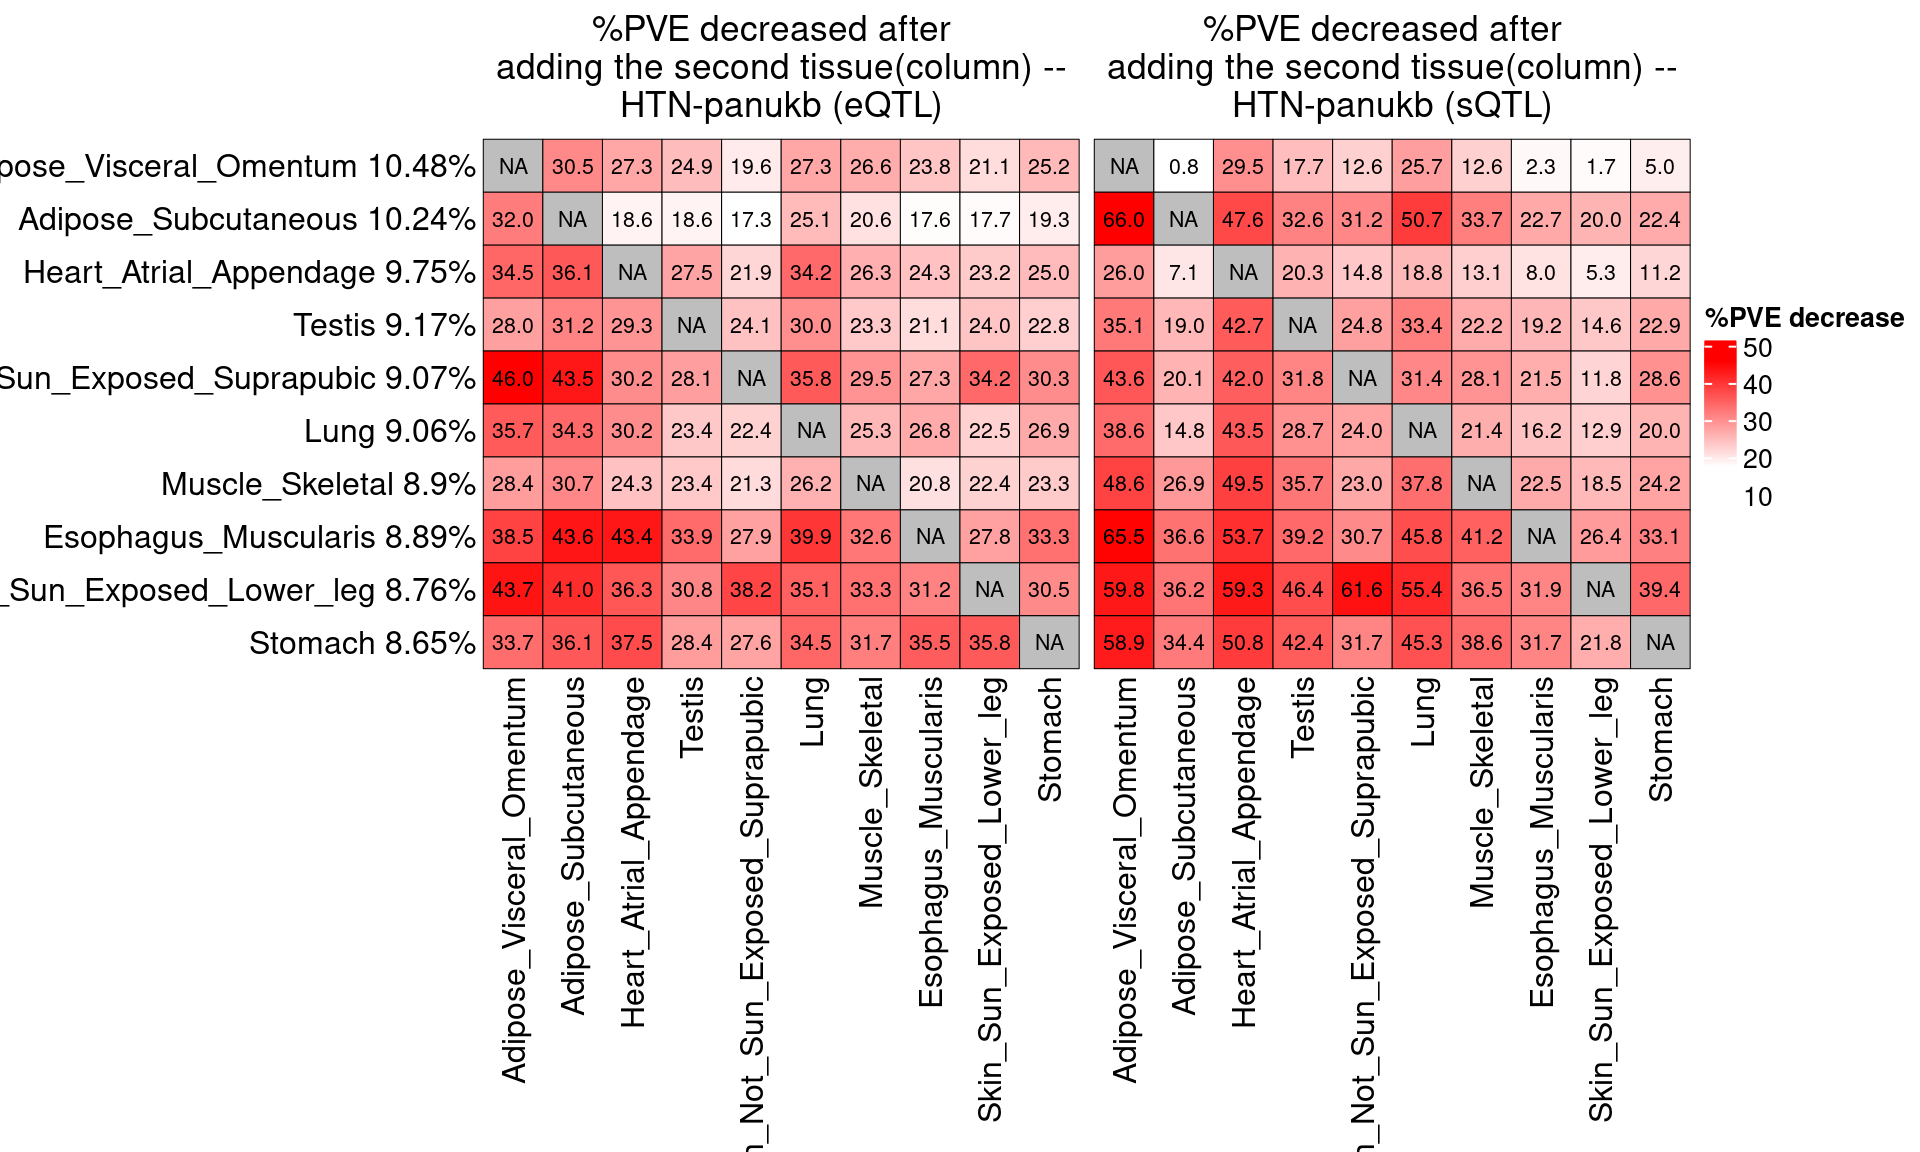 %PVE decreased after
adding the second tissue(column) --
HTN-panukb (eQTL)
%PVE decreased after
adding the second tissue(column) --
HTN-panukb (sQTL)
pose_Visceral_Omentum 10.48% NA 30.5 27.3 24.9 19.6 27.3 26.6 23.8 21.1 25.2 NA 0.8 29.5 17.7 12.6 25.7 12.6 2.3 1.7 5.0
Adipose_Subcutaneous 10.24% 32.0 NA 18.6 18.6 17.3 25.1 20.6 17.6 17.7 19.3 66.0 NA 47.6 32.6 31.2 50.7 33.7 22.7 20.0 22.4
Heart_Atrial_Appendage 9.75% 34.5 36.1 NA 27.5 21.9 34.2 26.3 24.3 23.2 25.0 26.0 7.1 NA 20.3 14.8 18.8 13.1 8.0 5.3 11.2
Testis 9.17% 28.0 31.2 29.3 NA 24.1 30.0 23.3 21.1 24.0 22.8 35.1 19.0 42.7 NA 24.8 33.4 22.2 19.2 14.6 22.9
Sun_Exposed_Suprapubic 9.07% 46.0 43.5 30.2 28.1 NA 35.8 29.5 27.3 34.2 30.3 43.6 20.1 42.0 31.8 NA 31.4 28.1 21.5 11.8 28.6
Lung 9.06% 35.7 34.3 30.2 23.4 22.4 NA 25.3 26.8 22.5 26.9 38.6 14.8 43.5 28.7 24.0 NA 21.4 16.2 12.9 20.0
Muscle_Skeletal 8.9% 28.4 30.7 24.3 23.4 21.3 26.2 NA 20.8 22.4 23.3 48.6 26.9 49.5 35.7 23.0 37.8 NA 22.5 18.5 24.2
Esophagus_Muscularis 8.89% 38.5 43.6 43.4 33.9 27.9 39.9 32.6 NA 27.8 33.3 65.5 36.6 53.7 39.2 30.7 45.8 41.2 NA 26.4 33.1
_Sun_Exposed_Lower_leg 8.76% 43.7 41.0 36.3 30.8 38.2 35.1 33.3 31.2 NA 30.5 59.8 36.2 59.3 46.4 61.6 55.4 36.5 31.9 NA 39.4
Stomach 8.65% 33.7 36.1 37.5 28.4 27.6 34.5 31.7 35.5 35.8 NA 58.9 34.4 50.8 42.4 31.7 45.3 38.6 31.7 21.8 NA
Adipose_Visceral_Omentum
Adipose_Subcutaneous
Heart_Atrial_Appendage
Testis
n_Not_Sun_Exposed_Suprapubic
Lung
Muscle_Skeletal
Esophagus_Muscularis
Skin_Sun_Exposed_Lower_leg
Stomach
Adipose_Visceral_Omentum
Adipose_Subcutaneous
Heart_Atrial_Appendage
Testis
n_Not_Sun_Exposed_Suprapubic
Lung
Muscle_Skeletal
Esophagus_Muscularis
Skin_Sun_Exposed_Lower_leg
Stomach
%PVE decrease
50
40
30
20
10